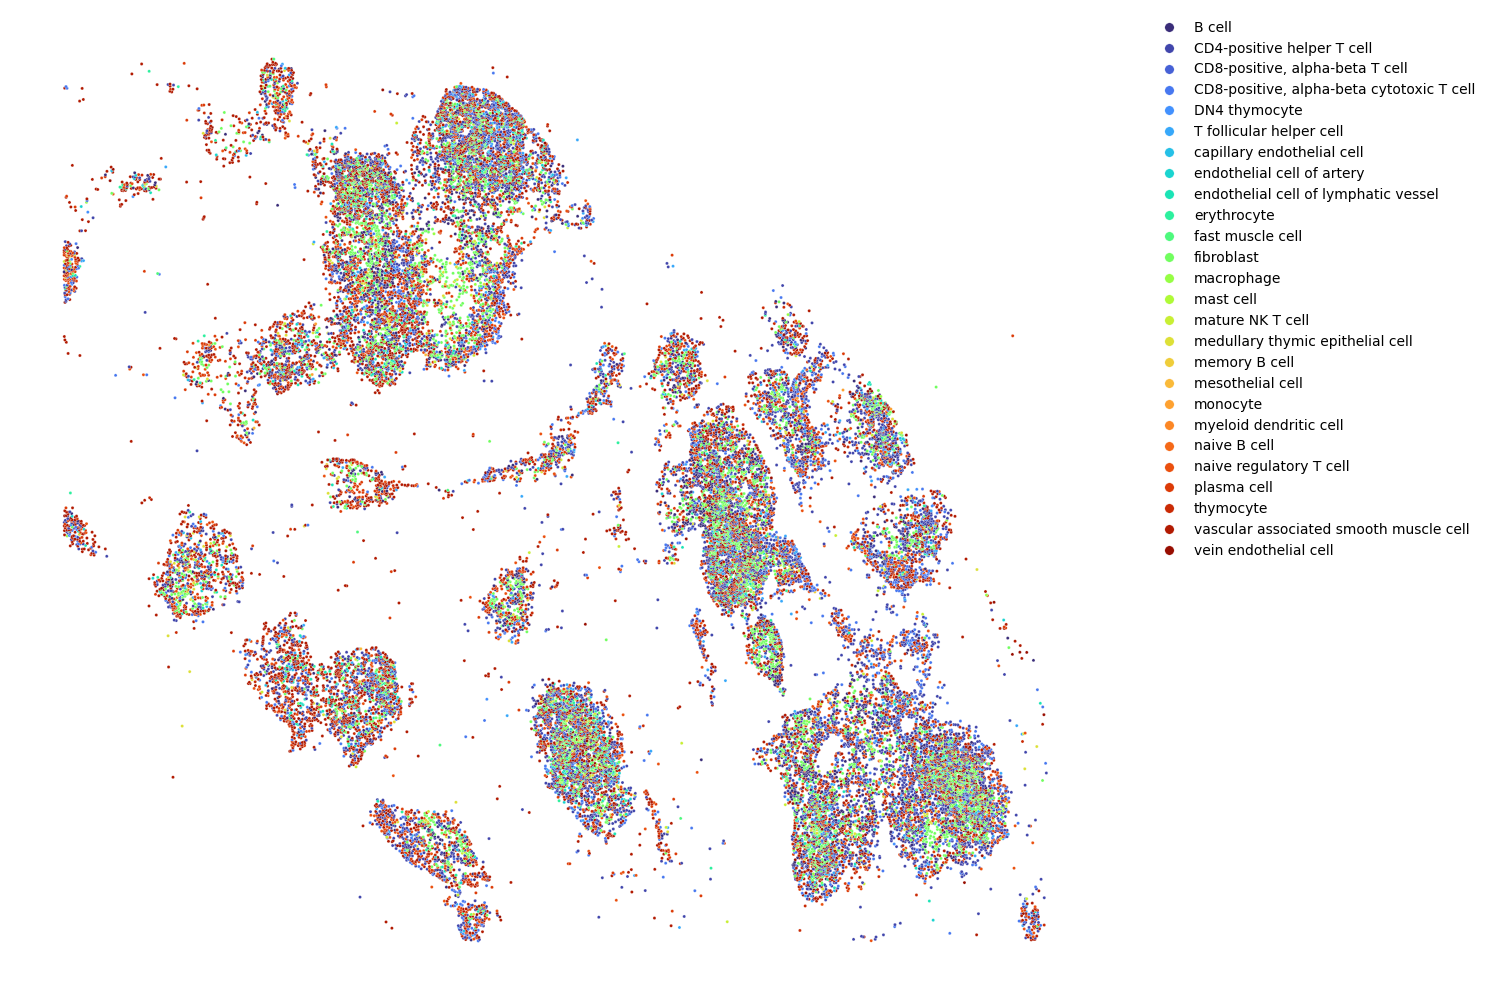 B cell
CD4-positive helper T cell
CD8-positive, alpha-beta T cell
CD8-positive, alpha-beta cytotoxic T cell
DN4 thymocyte
T follicular helper cell
capillary endothelial cell
endothelial cell of artery
endothelial cell of lymphatic vessel
erythrocyte
fast muscle cell
fibroblast
macrophage
mast cell
mature NK T cell
medullary thymic epithelial cell
memory B cell
mesothelial cell
monocyte
myeloid dendritic cell
naive B cell
naive regulatory T cell
plasma cell
thymocyte
vascular associated smooth muscle cell
vein endothelial cell